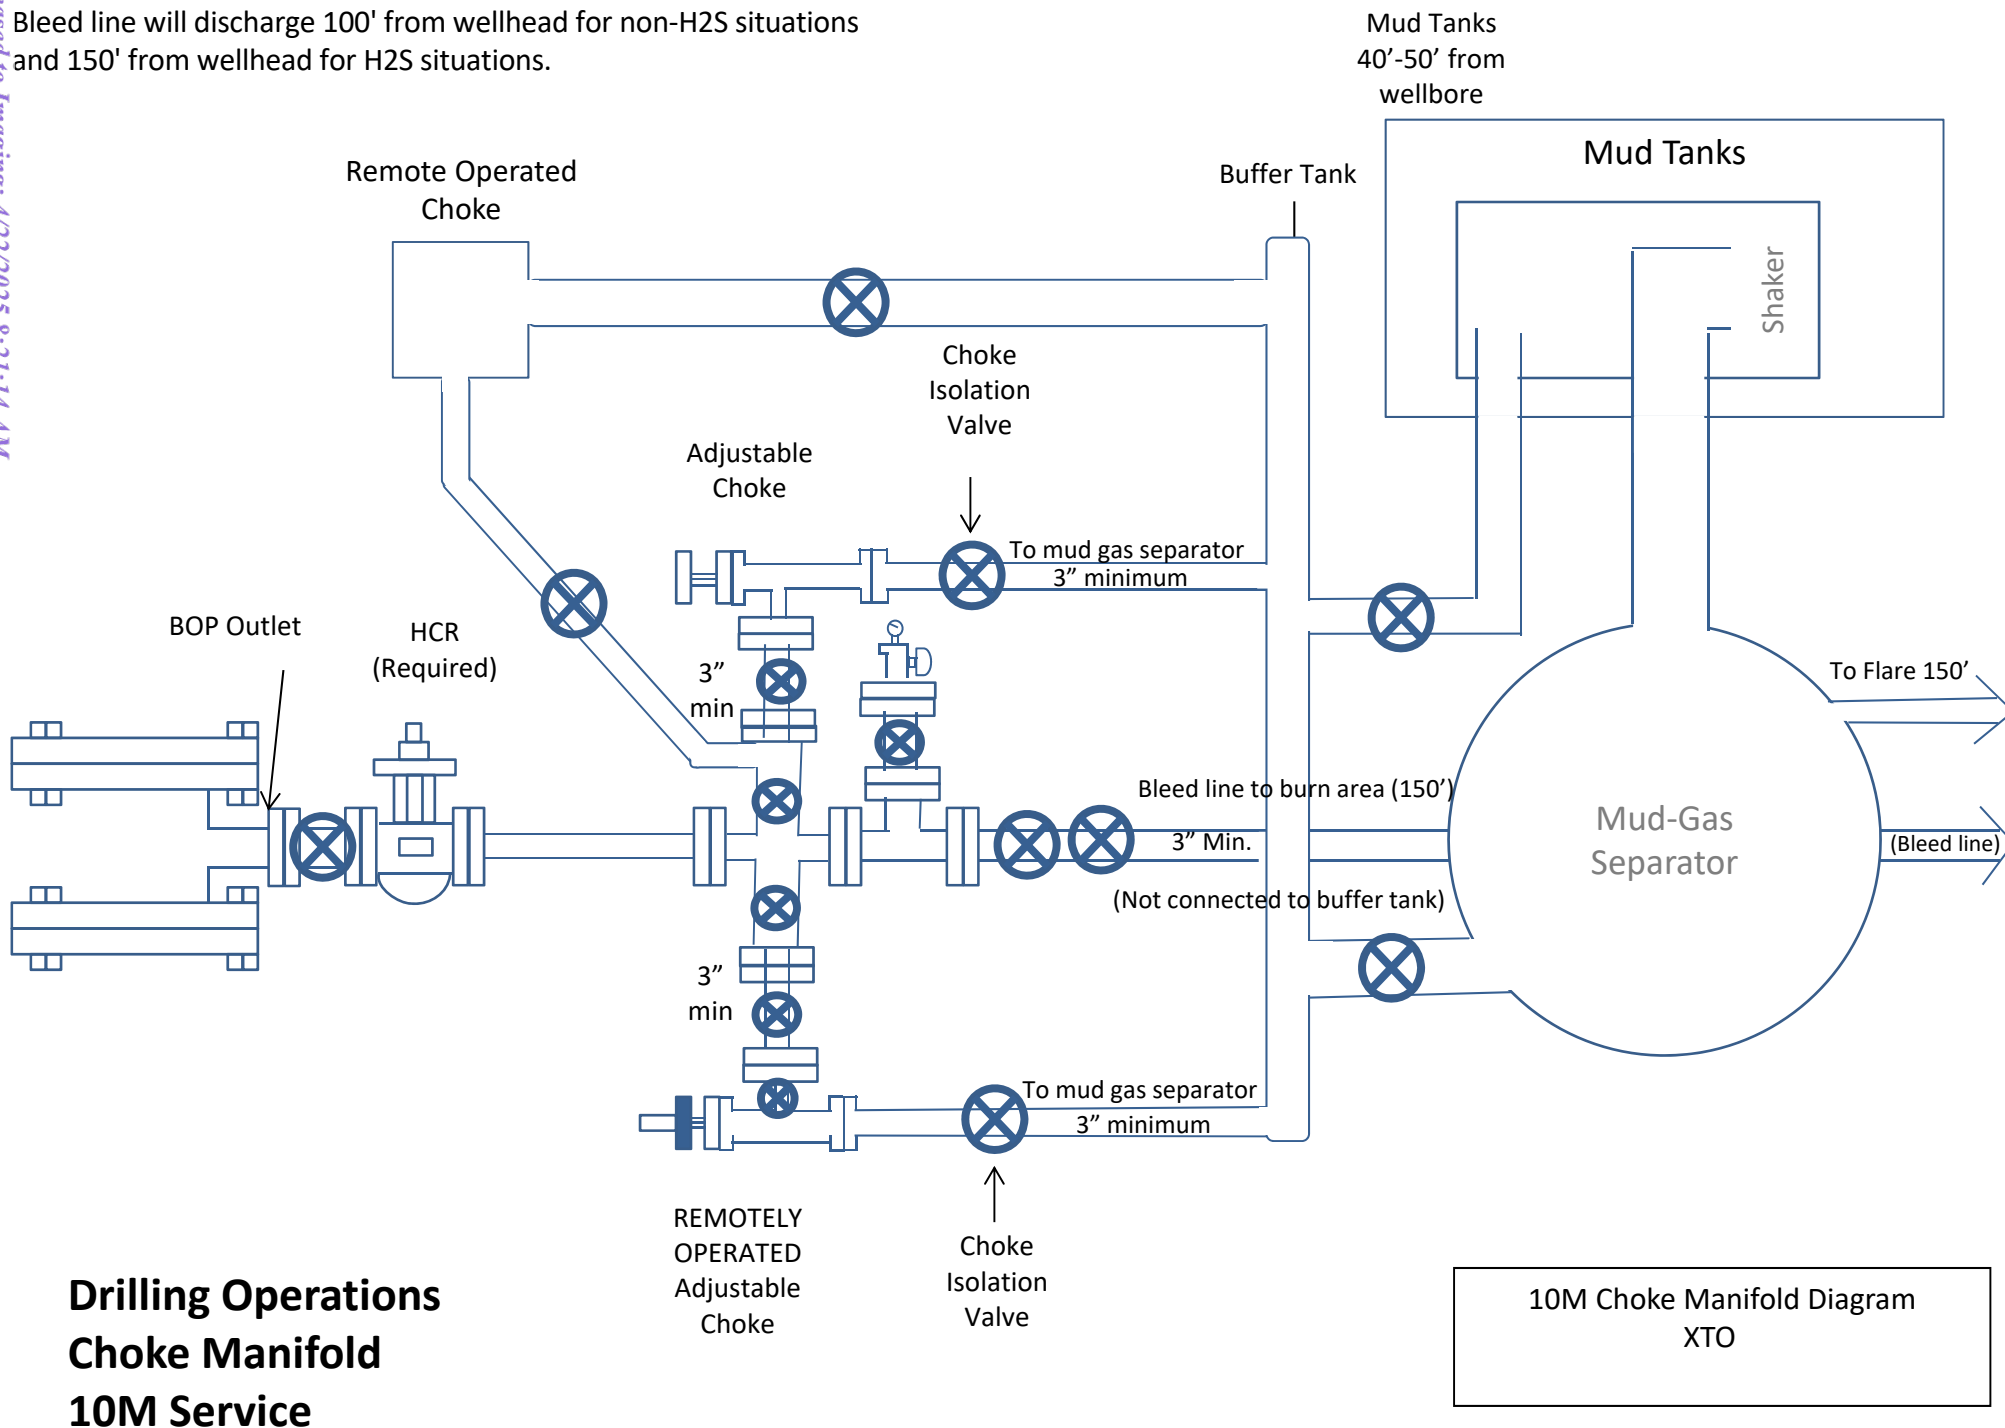 Bleed line will discharge 100' from wellhead for non-H2S situations
and 150' from wellhead for H2S situations.
Mud Tanks
40’-50’ from
wellbore
Mud Tanks
Shaker
Remote Operated
Choke
Buffer Tank
Choke
Isolation
Valve
Adjustable
Choke
To mud gas separator
3” minimum
BOP Outlet
HCR
(Required)
3”
min
To Flare 150’
Bleed line to burn area (150’)
3” Min.
(Not connected to buffer tank)
Mud-Gas
Separator
(Bleed line)
3”
min
To mud gas separator
3” minimum
REMOTELY
OPERATED
Adjustable
Choke
Choke
Isolation
Valve
Drilling Operations
Choke Manifold
10M Service
10M Choke Manifold Diagram
XTO